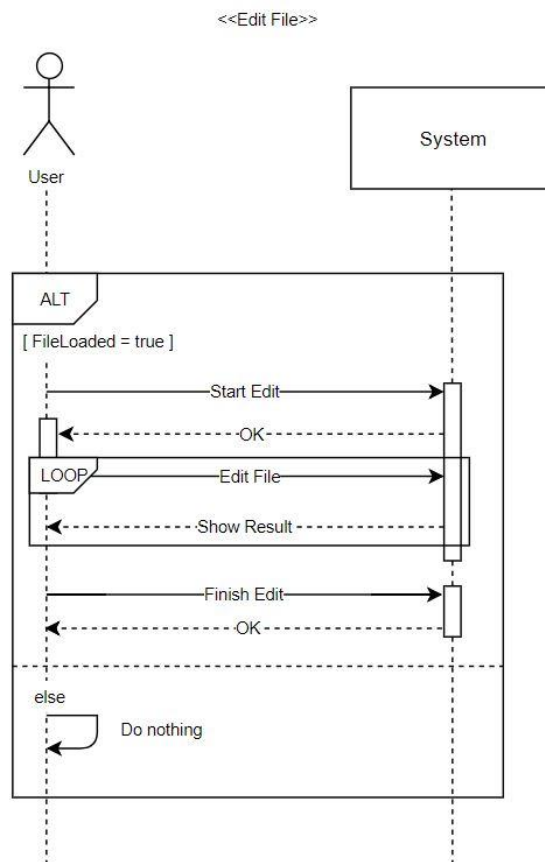 <<Edit File>>
System
User
ALT
[ FileLoaded = true ]
Start Edit
OK
LOOP
Edit File
Show Result
Finish Edit
OK
else
Do nothing